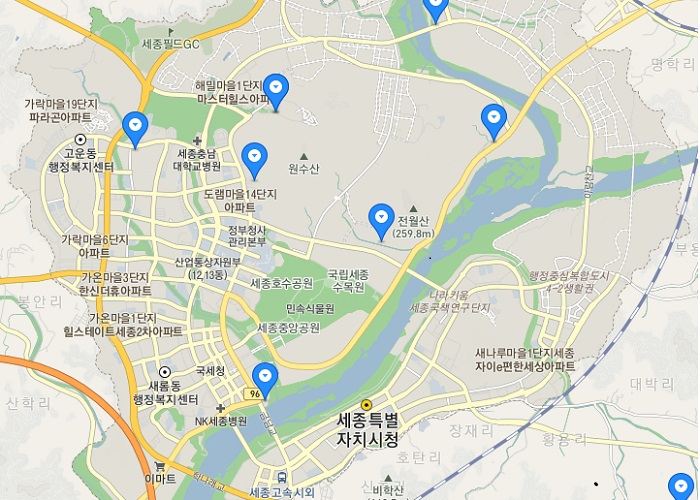 세종필드GC
명학리
해밀마을1단지
마스터힐스아파
가락마을19단지
파라곤아파트
고운동
행정복지센터
세종충남
대학교병원
원수산
도램마을14단지
아파트
전월산
(259.8m)
정부청사
관리본부
가락마을6단지
아파트
산업통상자원부
(12,13동)
국립세종
수목원
세종호수공원
행정중심복합도시
4-2생활권
가온마을3단지
한신더휴아파트
나라키움
세종국책연구단지
봉안리
민속식물원
가온마을1단지
힐스테이트세종2차아파트
세종중앙공원
새나루마을1단지세종
자이e편한세상아파트
국세청
새롬동
행정복지센터
96
대박리
산학리
NK세종병원
세종특별
자치시청
장재리
황용리
호탄리
이마트
세종고속시외
비학산